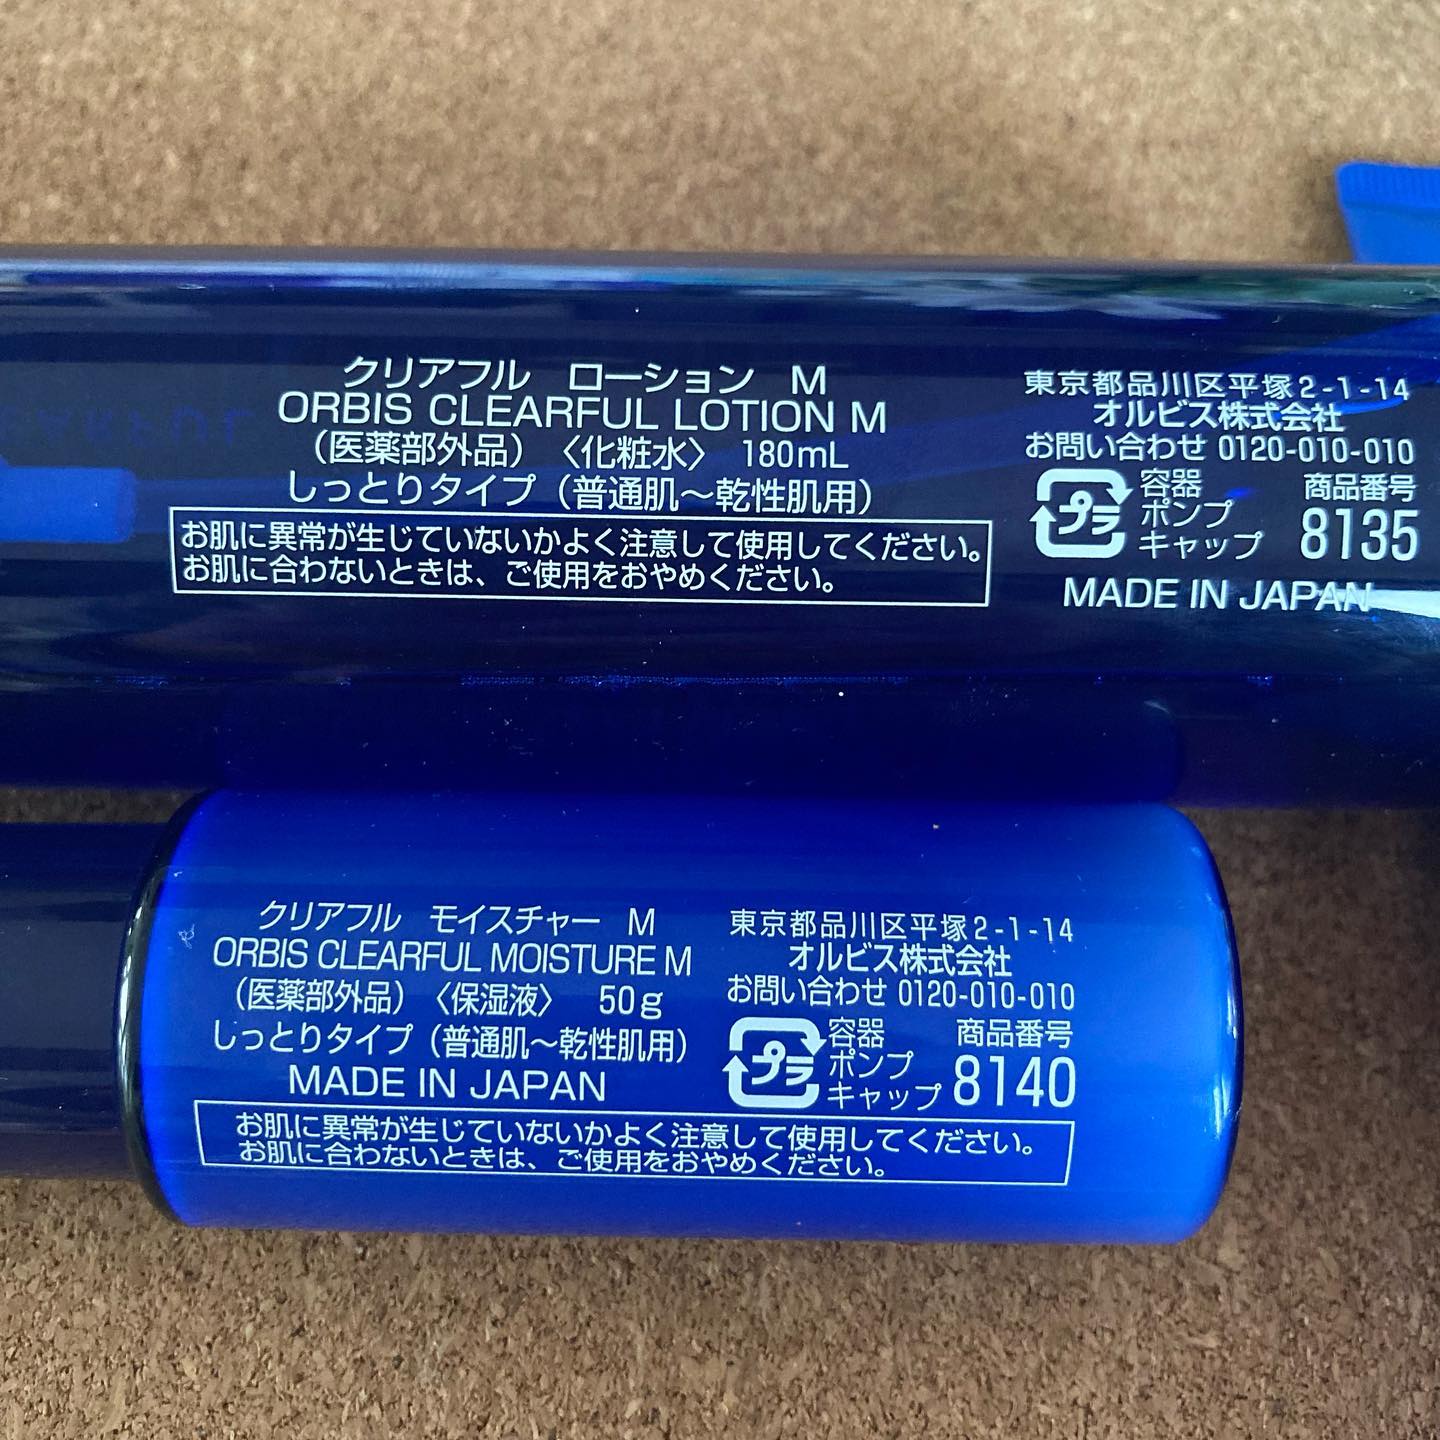 クリアフル ローション M
ORBIS CLEARFUL LOTION M
(医薬部外品) 〈化粧水〉 180mL
しっとりタイプ (普通肌～乾性肌用)
お肌に異常が生じていないかよく注意して使用してください。
お肌に合わないときは、ご使用をおやめください。
東京都品川区平塚2-1-14
オルビス株式会社
お問い合わせ 0120-010-010
プラ
容器
ポンプ
キャップ
商品番号
8135
MADE IN JAPAN
クリアフル モイスチャー M
ORBIS CLEARFUL MOISTURE M
(医薬部外品) 〈保湿液〉 50g
しっとりタイプ (普通肌～乾性肌用)
MADE IN JAPAN
東京都品川区平塚2-1-14
オルビス株式会社
お問い合わせ 0120-010-010
プラ
容器
ポンプ
キャップ
商品番号
8140
お肌に異常が生じていないかよく注意して使用してください。
お肌に合わないときは、ご使用をおやめください。